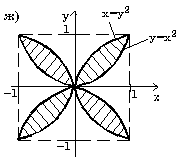 ж)
y
x=y²
1
y=x²
-1
1
x
-1